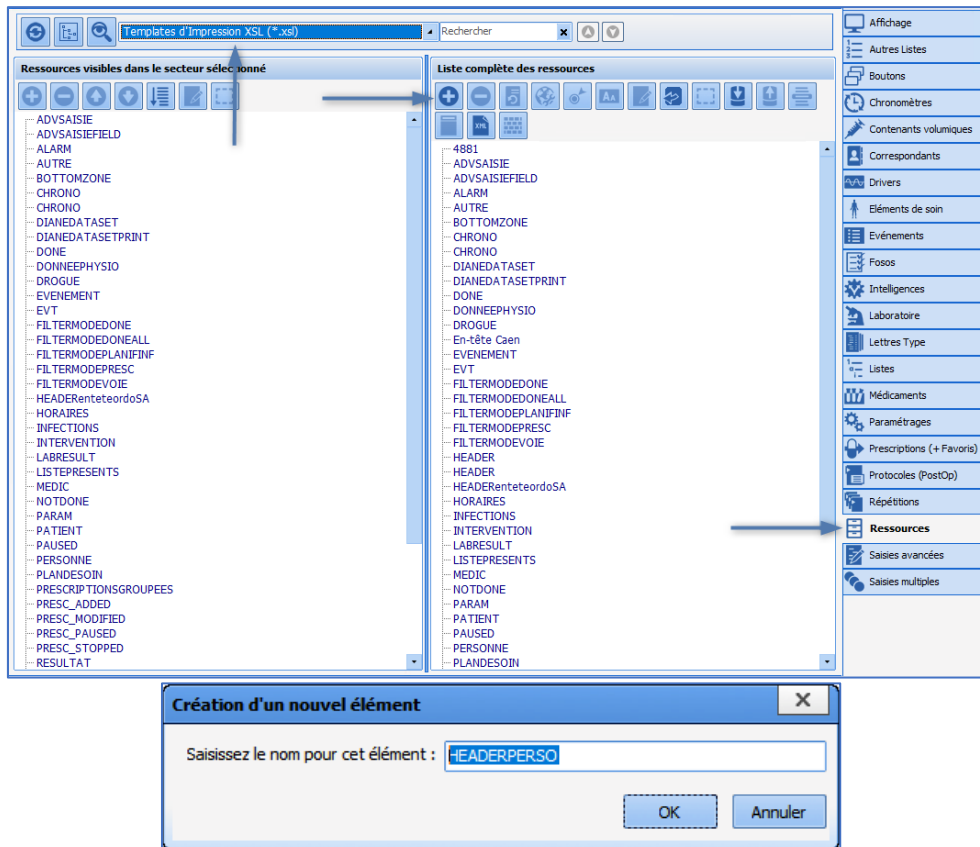 Templates d'Impression XSL (*.xsl)
Rechercher
Ressources visibles dans le secteur sélectionné
ADVSAISIE
ADVSAISIEFIELD
ALARM
AUTRE
BOTTOMZONE
CHRONO
CHRONO
DIANEDATASET
DIANEDATASETPRINT
DONE
DONNEEPHYSIO
DROGUE
EVENEMENT
EVT
FILTERMODEDONE
FILTERMODEDONEALL
FILTERMODEPLANIFINF
FILTERMODEPRESC
FILTERMODEVOIE
HEADERenteteordoSA
HORAIRES
INFECTIONS
INTERVENTION
LABRESULT
LISTEPRESENTS
MEDIC
NOTDONE
PARAM
PATIENT
PAUSED
PERSONNE
PLANDESOIN
PRESCRIPTIONSGROUPEES
PRESC_ADDED
PRESC_MODIFIED
PRESC_PAUSED
PRESC_STOPPED
RESULTAT
Liste complète des ressources
XML
4881
ADVSAISIE
ADVSAISIEFIELD
ALARM
AUTRE
BOTTOMZONE
CHRONO
CHRONO
DIANEDATASET
DIANEDATASETPRINT
DONE
DONNEEPHYSIO
DROGUE
En-tête Caen
EVENEMENT
EVT
FILTERMODEDONE
FILTERMODEDONEALL
FILTERMODEPLANIFINF
FILTERMODEPRESC
FILTERMODEVOIE
HEADER
HEADER
HEADERenteteordoSA
HORAIRES
INFECTIONS
INTERVENTION
LABRESULT
LISTEPRESENTS
MEDIC
NOTDONE
PARAM
PATIENT
PAUSED
PERSONNE
PLANDESOIN
Affichage
Autres Listes
Boutons
Chronomètres
Contenants volumiques
Correspondants
Drivers
Eléments de soin
Evénements
Fosos
Intelligences
Laboratoire
Lettres Type
Listes
Médicaments
Paramétrages
Prescriptions (+ Favoris)
Protocoles (PostOp)
Répétitions
Ressources
Saisies avancées
Saisies multiples
Création d'un nouvel élément
Saisissez le nom pour cet élément : HEADERPERSO
OK Annuler